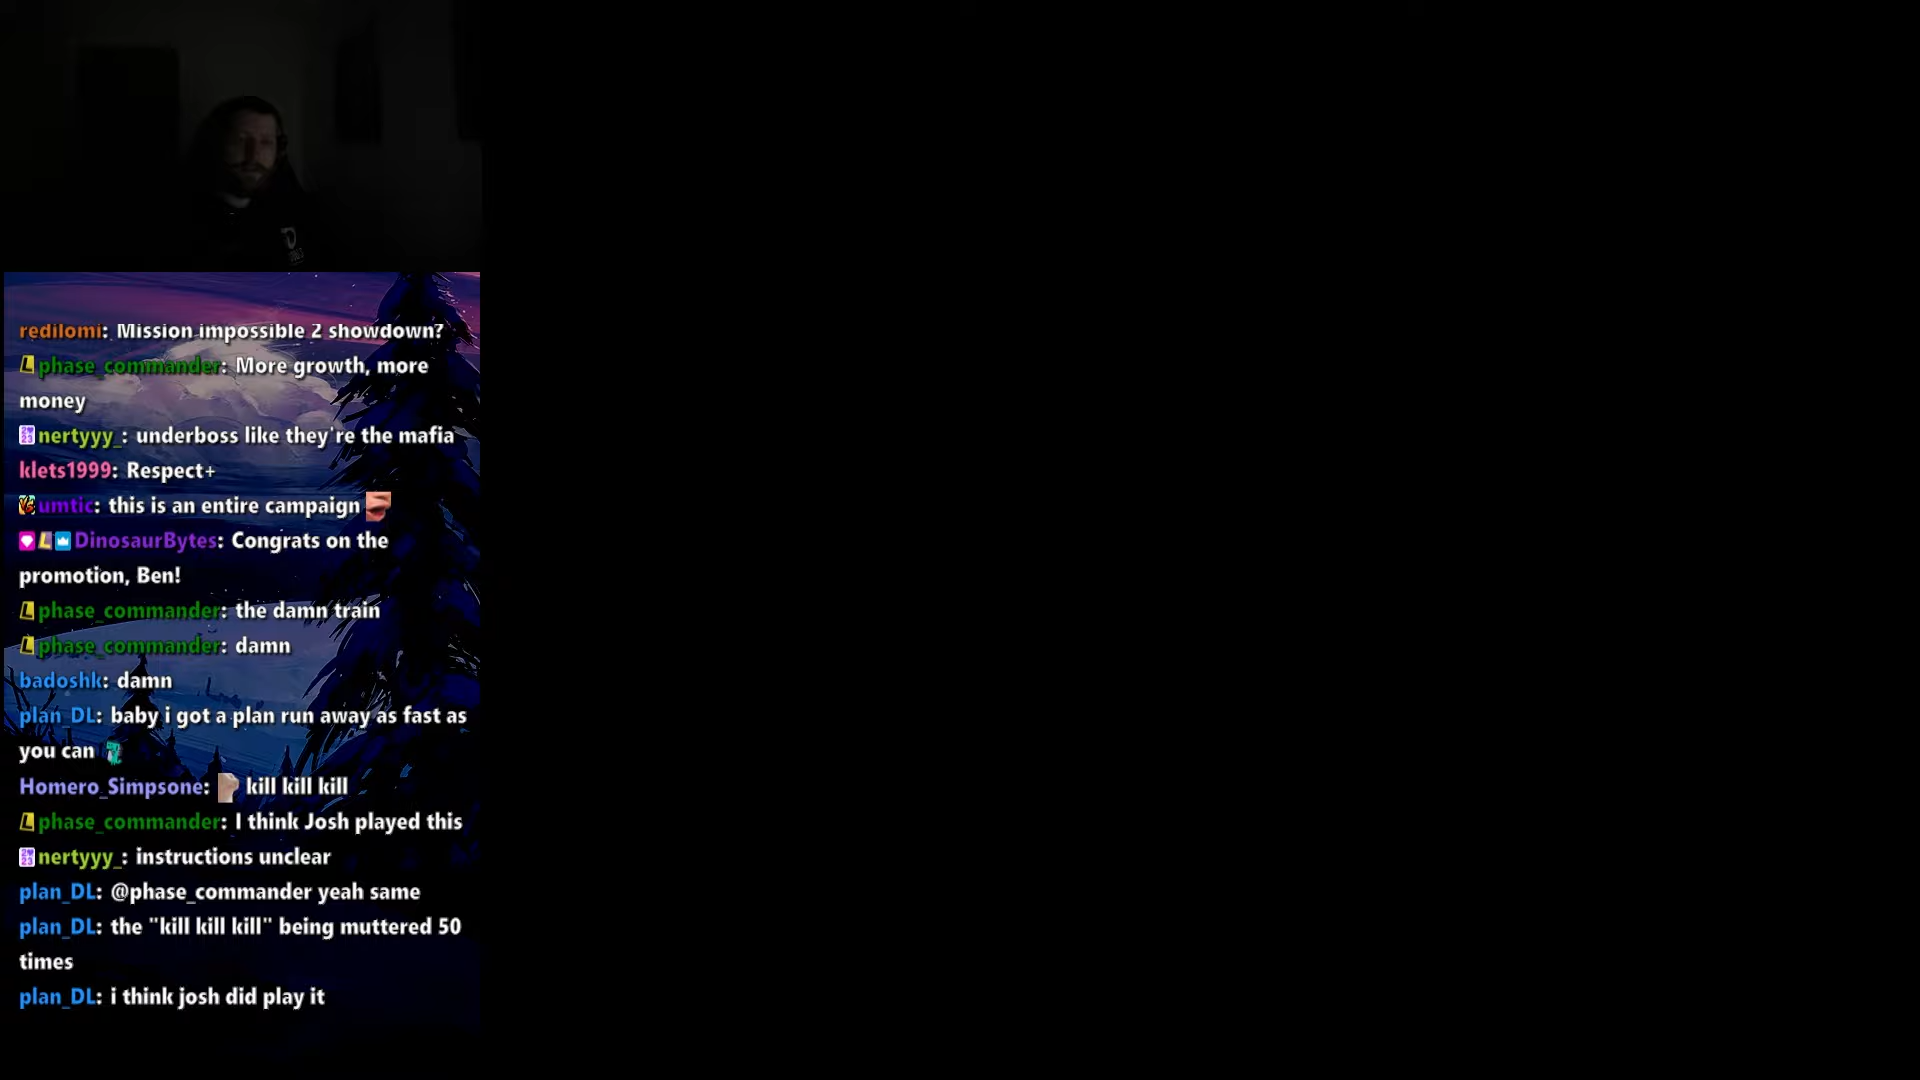 redilomi: Mission impossible 2 showdown?
phase_commander: More growth, more
money
nertyyy_: underboss like they're the mafia
klets1999: Respect+
umtic: this is an entire campaign
DinosaurBytes: Congrats on the
promotion, Ben!
phase_commander: the damn train
phase_commander: damn
badoshk: damn
plan_DL: baby i got a plan run away as fast as
you can
Homero_Simpsone: kill kill kill
phase_commander: I think Josh played this
nertyyy_: instructions unclear
plan_DL: @phase_commander yeah same
plan_DL: the "kill kill kill" being muttered 50
times
plan_DL: i think josh did play it